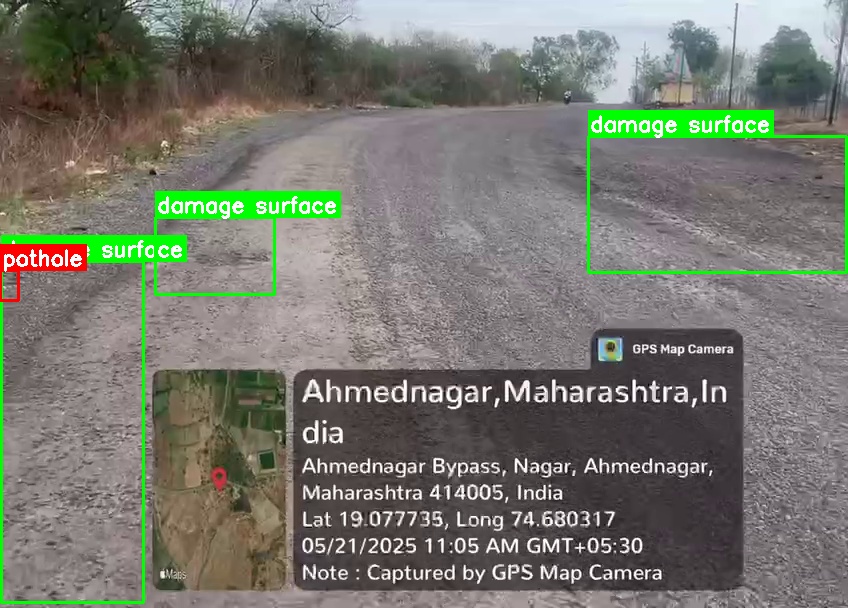 damage surface
damage surface
surface
pothole
GPS Map Camera
Ahmednagar,Maharashtra,In
dia
Ahmednagar Bypass, Nagar, Ahmednagar,
Maharashtra 414005, India
Lat 19.077735, Long 74.680317
05/21/2025 11:05 AM GMT+05:30
Note : Captured by GPS Map Camera
Maps